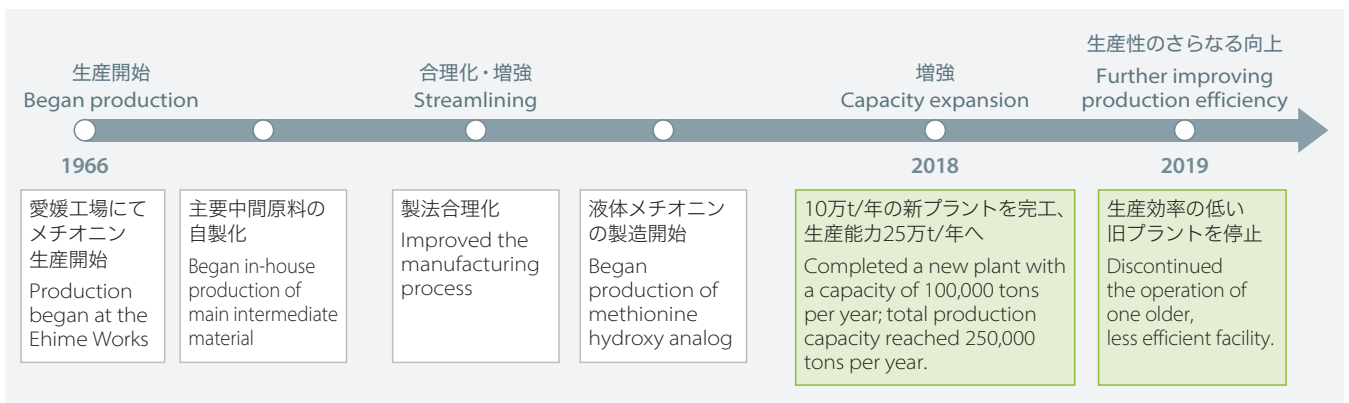 生産開始
Began production
合理化・増強
Streamlining
増強
Capacity expansion
生産性のさらなる向上
Further improving
production efficiency
1966
2018
2019
愛媛工場にて
メチオニン
生産開始
Production
began at the
Ehime Works
主要中間原料の
自製化
Began in-house
production of
main intermediate
material
製法合理化
Improved the
manufacturing
process
液体メチオニン
の製造開始
Began
production of
methionine
hydroxy analog
10万t/年の新プラントを完工、
生産能力25万t/年へ
Completed a new plant with
a capacity of 100,000 tons
per year; total production
capacity reached 250,000
tons per year.
生産効率の低い
旧プラントを停止
Discontinued
the operation of
one older,
less efficient facility.